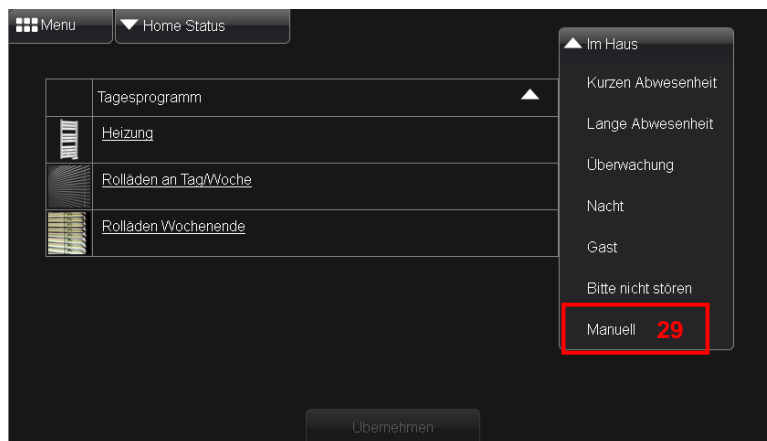 Menu
Home Status
Im Haus
Kurzen Abwesenheit
Lange Abwesenheit
Überwachung
Nacht
Gast
Bitte nicht stören
Manuell 29
Tagesprogramm
Heizung
Rolläden an Tag/Woche
Rolläden Wochenende
Übernehmen